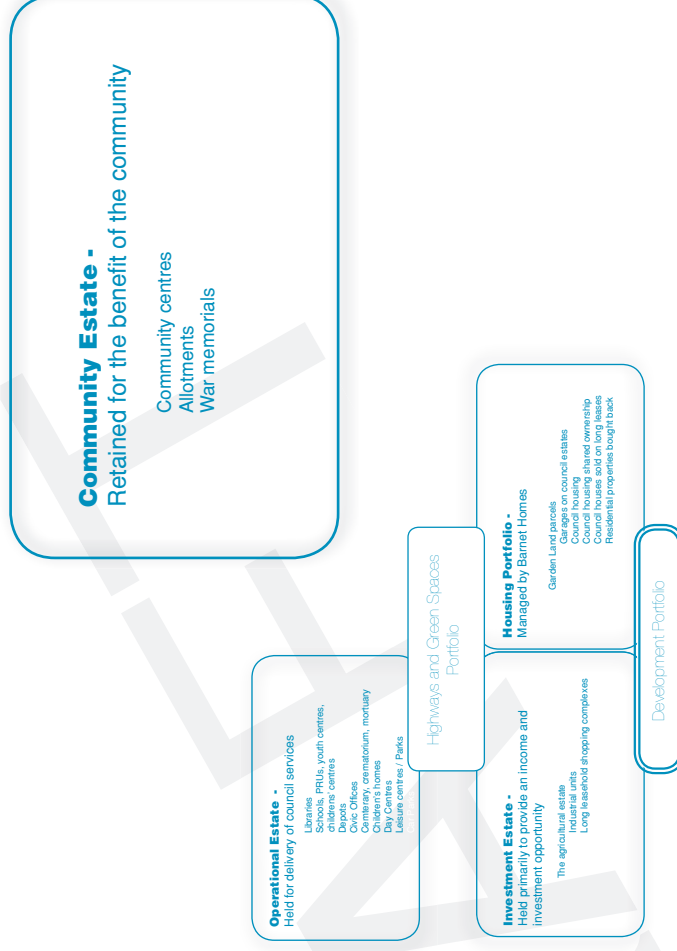 Community Estate -
Retained for the benefit of the community
Community centres
Allotments
War memorials
Operational Estate -
Held for delivery of council services
Libraries
Schools, PRUs, youth centres,
childrens' centres
Depots
Civic Offices
Cemterary, crematorium, mortuary
Children's homes
Day Centres
Leisure centres / Parks
Highways and Green Spaces
Portfolio
Investment Estate -
Held primarily to provide an income and
investment opportunity
The agricultural estate
Industrial units
Long leasehold shopping complexes
Housing Portfolio -
Managed by Barnet Homes
Garden Land parcels
Garages on council estates
Council housing
Council housing shared ownership
Council houses sold on long leases
Residential properties bought back
Development Portfolio